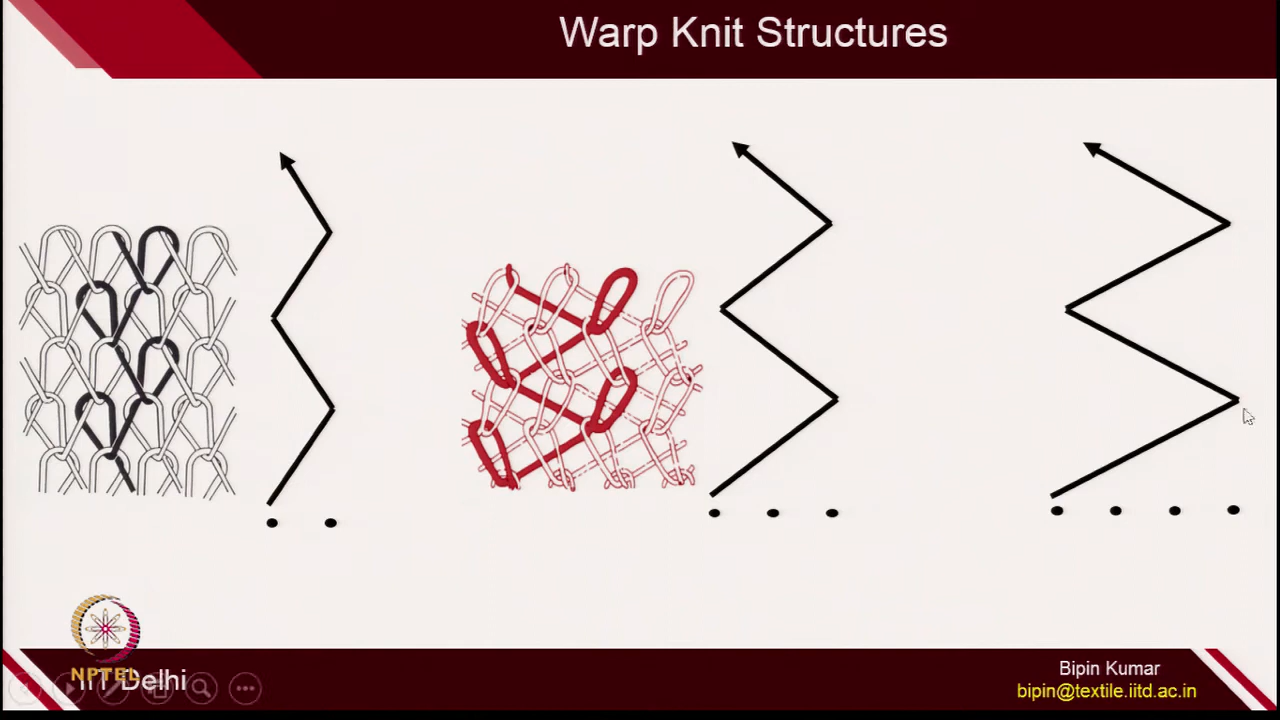 Warp Knit Structures
NPTEL
IIT Delhi
Bipin Kumar
bipin@textile.iitd.ac.in